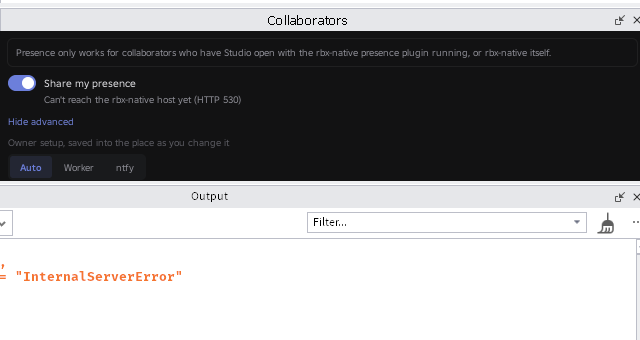 Collaborators
Presence only works for collaborators who have Studio open with the rbx-native presence plugin running, or rbx-native itself.
Share my presence
Can't reach the rbx-native host yet (HTTP 530)
Hide advanced
Owner setup, saved into the place as you change it
Auto Worker ntfy
Output
Filter...
,
= "InternalServerError"